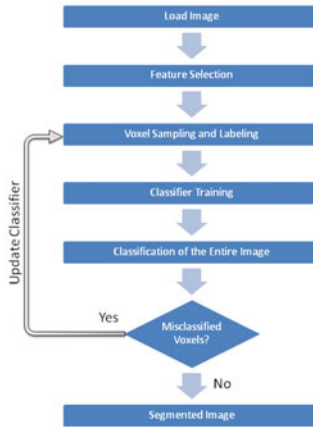 Load Image
Feature Selection
Voxel Sampling and Labeling
Classifier Training
Classification of the Entire Image
Misclassified
Voxels?
Yes
Update Classifier
No
Segmented Image